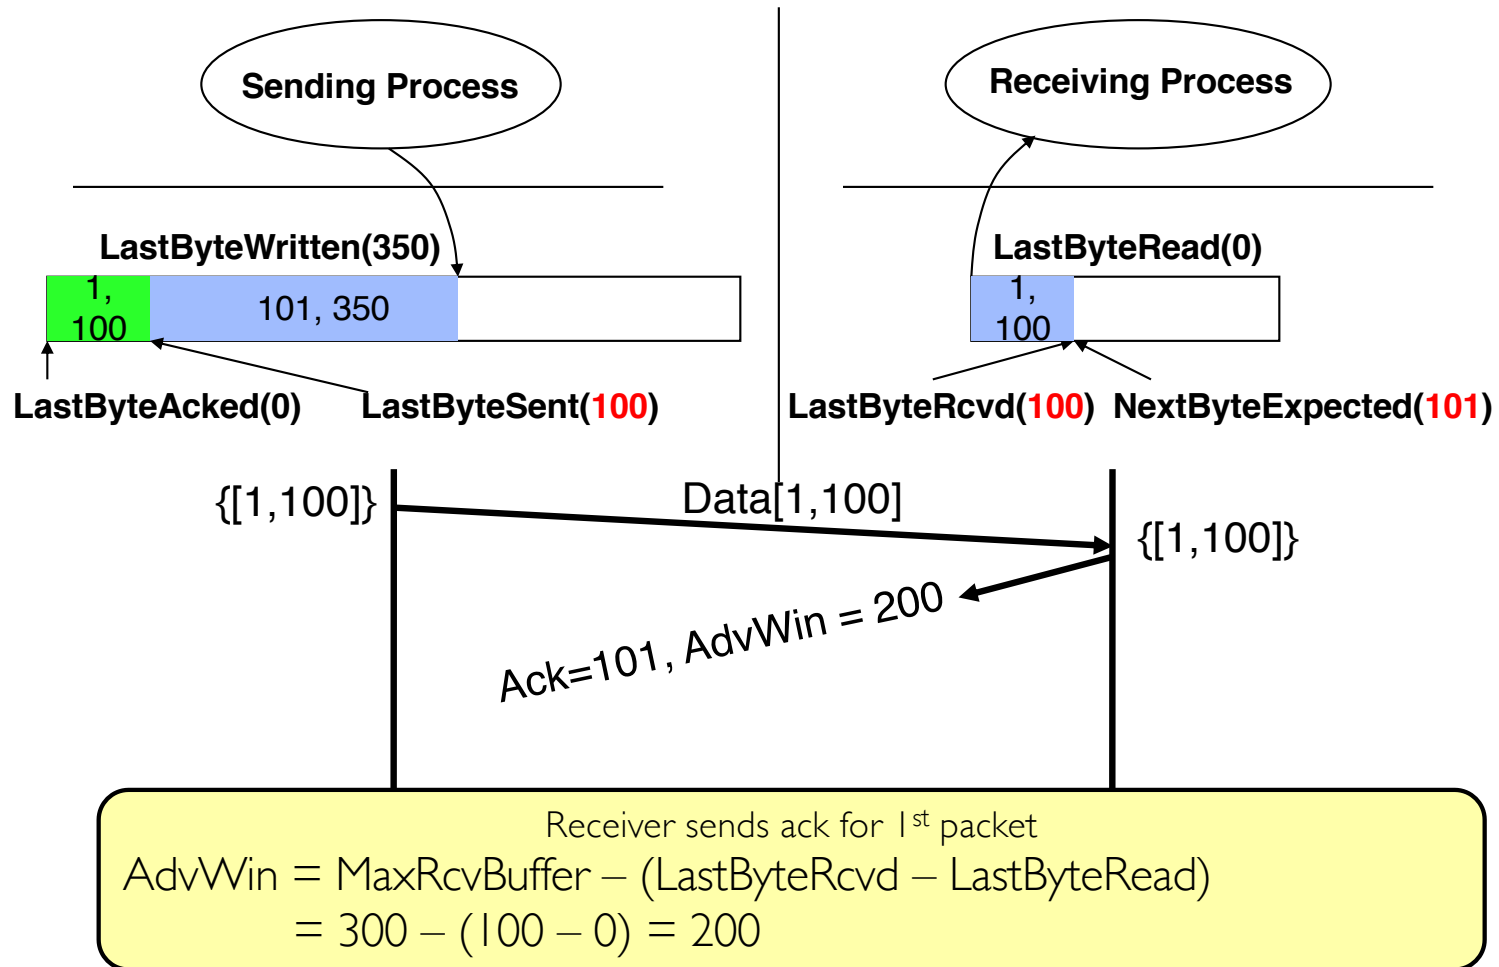 Sending Process
Receiving Process
LastByteWritten(350)
LastByteRead(0)
1,
100
101, 350
1,
100
LastByteAcked(0)
LastByteSent(100)
LastByteRcvd(100)
NextByteExpected(101)
{[1,100]}
Data[1,100]
{[1,100]}
Ack=101, AdvWin = 200
Receiver sends ack for 1st packet
AdvWin = MaxRcvBuffer – (LastByteRcvd – LastByteRead)
= 300 – (100 – 0) = 200